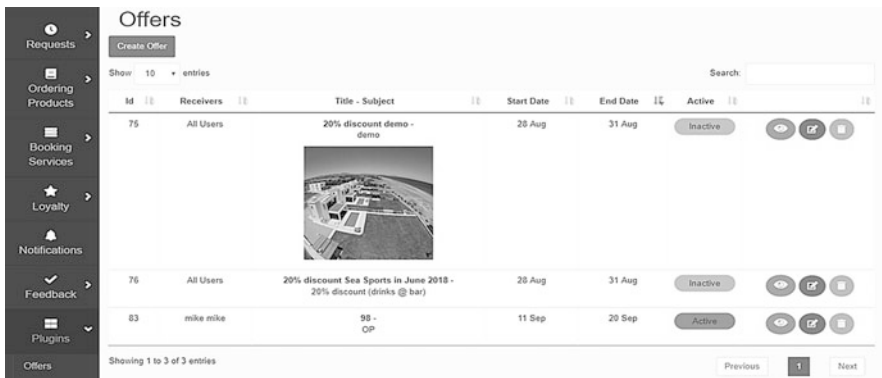 Offers
Create Offer
Show 10 entries
Search:
Id Receivers Title - Subject Start Date End Date Active
75 All Users 20% discount demo - 28 Aug 31 Aug Inactive
demo
76 All Users 20% discount Sea Sports in June 2018 - 28 Aug 31 Aug Inactive
20% discount (drinks @ bar)
83 mike mike 98 - 11 Sep 20 Sep Active
OP
Showing 1 to 3 of 3 entries
Previous 1 Next
Requests
Ordering
Products
Booking
Services
Loyalty
Notifications
Feedback
Plugins
Offers